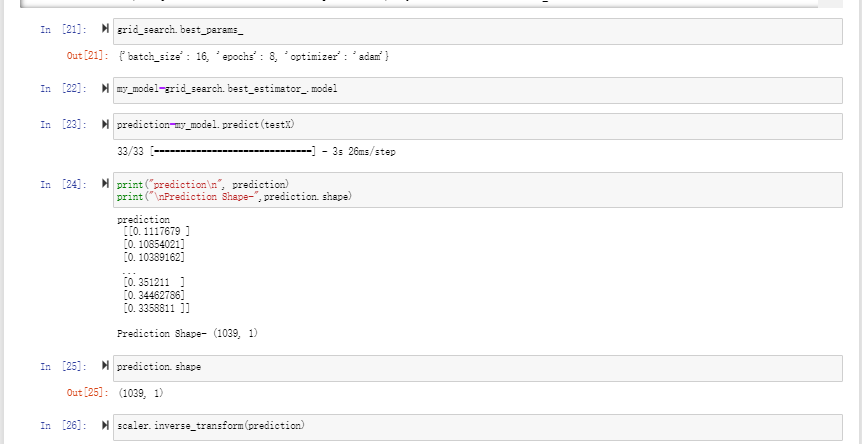 In [21]: grid_search.best_params_
Out[21]: {'batch_size': 16, 'epochs': 8, 'optimizer': 'adam'}
In [22]: my_model=grid_search.best_estimator_.model
In [23]: prediction=my_model.predict(testX)
33/33 [==============================] - 3s 26ms/step
In [24]: print("prediction\n", prediction)
print("\nPrediction Shape-",prediction.shape)
prediction
[[0.1117679 ]
[0.10854021]
[0.10389162]
...
[0.351211  ]
[0.34462786]
[0.3358811 ]]
Prediction Shape- (1039, 1)
In [25]: prediction.shape
Out[25]: (1039, 1)
In [26]: scaler.inverse_transform(prediction)